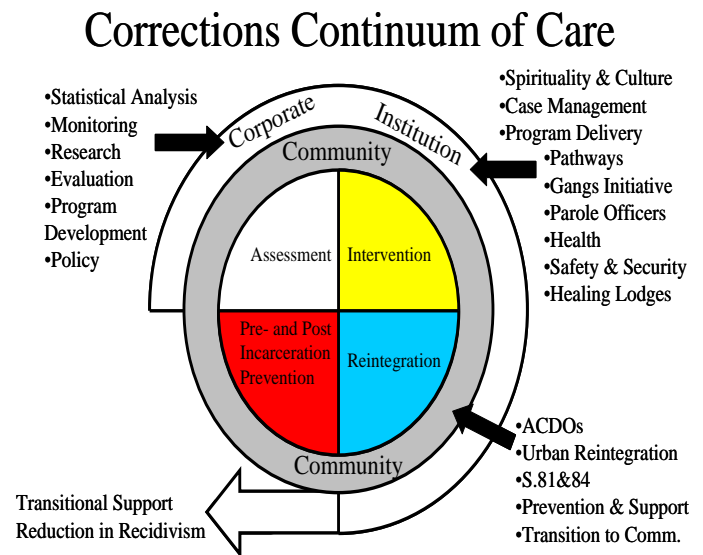 Corrections Continuum of Care
•Statistical Analysis
•Monitoring
•Research
•Evaluation
•Program
Development
•Policy
Corporate
Institution
•Spirituality & Culture
•Case Management
•Program Delivery
•Pathways
•Gangs Initiative
•Parole Officers
•Health
•Safety & Security
•Healing Lodges
Community
Assessment
Intervention
Pre- and Post
Incarceration
Prevention
Reintegration
Community
•ACDOs
•Urban Reintegration
•S.81&84
•Prevention & Support
•Transition to Comm.
Transitional Support
Reduction in Recidivism